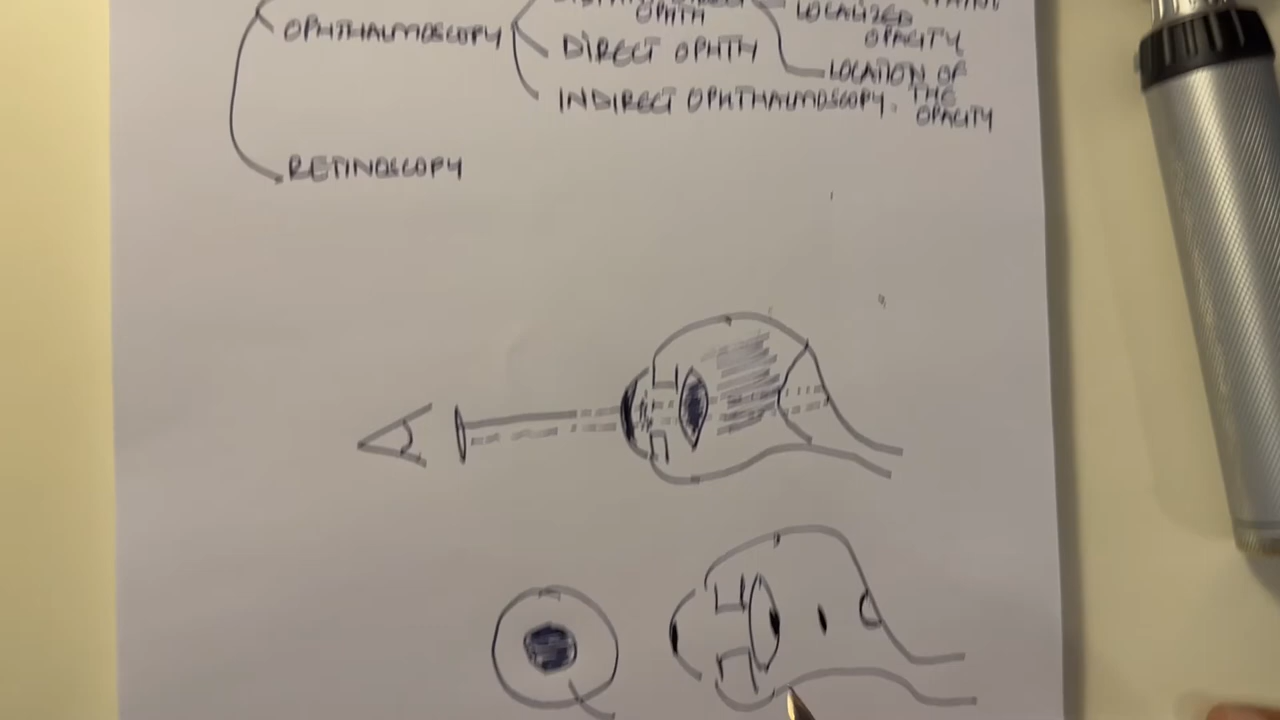 OPHTH
LOCALIZED
OPACITY
OPHTHALMOSCOPY
DIRECT OPHTH
LOCATION OF
THE
OPACITY
INDIRECT OPHTHALMOSCOPY.
RETINOSCOPY